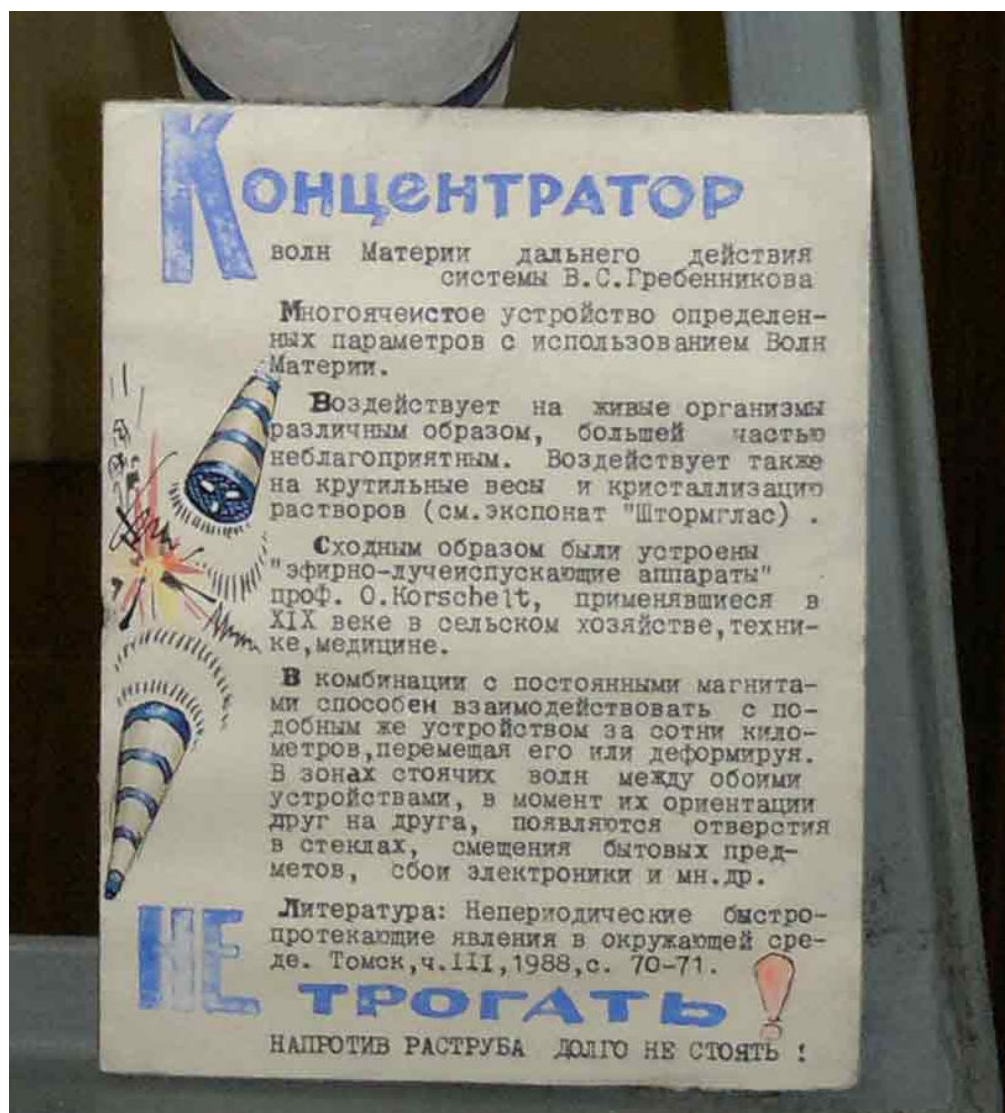 Концентратор
волн Материи дальнего действия
системы В.С.Гребенникова
Многоячеистое устройство определен-
ных параметров с использованием Волн
Материи.
Воздействует на живые организмы
различным образом, большей частью
неблагоприятным. Воздействует также
на крутильные весы и кристаллизацию
растворов (см.экспонат "Штормглас) .
Сходным образом были устроены
"эфирно-лучеиспускающие аппараты"
проф. O.Korschelt, применявшиеся в
XIX веке в сельском хозяйстве,техни-
ке,медицине.
В комбинации с постоянными магнита-
ми способен взаимодействовать с по-
добным же устройством за сотни кило-
метров,перемещая его или деформируя.
В зонах стоячих волн между обоими
устройствами, в момент их ориентации
друг на друга, появляются отверстия
в стеклах, смещения бытовых пред-
метов, сбои электроники и мн.др.
Литература: Непериодические быстро-
протекающие явления в окружающей сре-
де. Томск,ч.III,1988,с. 70-71.
НЕ ТРОГАТЬ!
НАПРОТИВ РАСТРУБА ДОЛГО НЕ СТОЯТЬ !